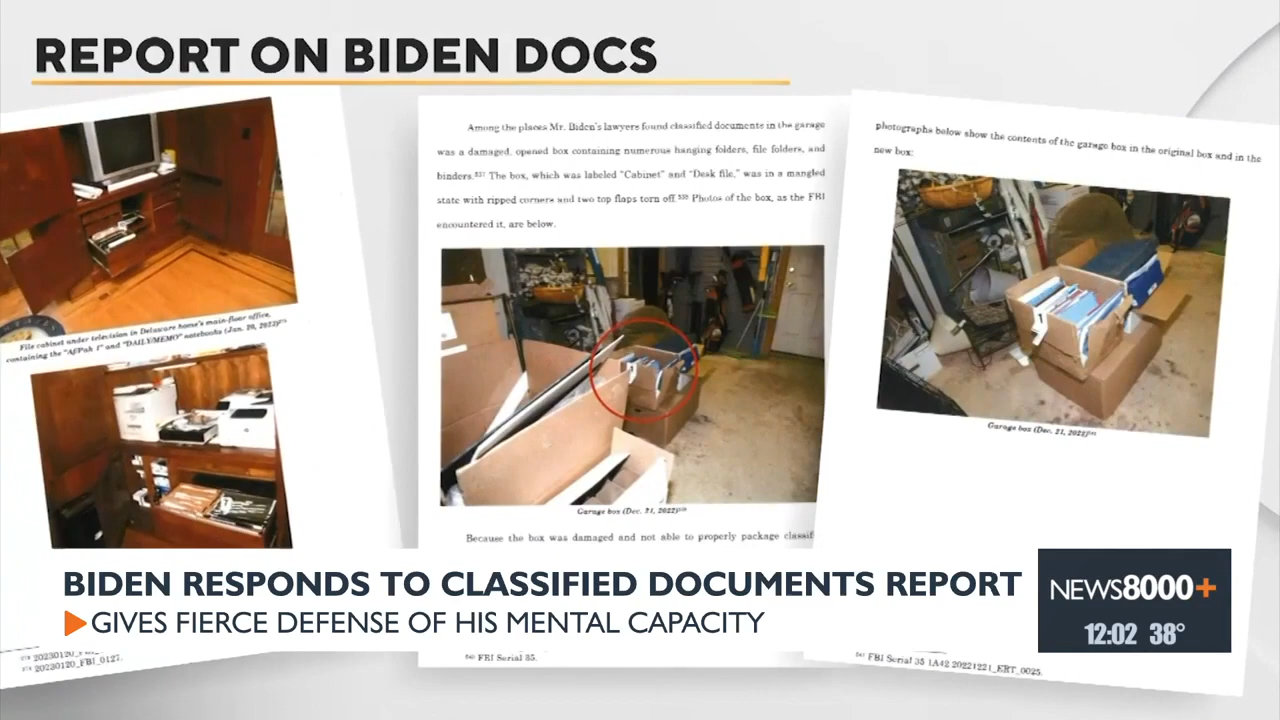 REPORT ON BIDEN DOCS
File cabinet under television in Delaware home's main-floor office,
containing the "AfPak 1" and "DAILY/MEMO" notebooks (Jan. 20, 2022)
20230120_FBI
20230120_FBI_0127.
Among the places Mr. Biden's lawyers found classified documents in the garage
was a damaged, opened box containing numerous hanging folders, file folders, and
binders.531 The box, which was labeled "Cabinet" and "Desk file," was in a mangled
state with ripped corners and two top flaps torn off.535 Photos of the box, as the FBI
encountered it, are below.
Garage box (Dec. 21, 2022)
Because the box was damaged and not able to properly package classif
FBI Serial 35.
photographs below show the contents of the garage box in the original box and in the
new box:
Garage box (Dec. 21, 2022)
FBI Serial 35 1A42 20221221_ERT_0025.
BIDEN RESPONDS TO CLASSIFIED DOCUMENTS REPORT
GIVES FIERCE DEFENSE OF HIS MENTAL CAPACITY
NEWS8000+
12:02 38°